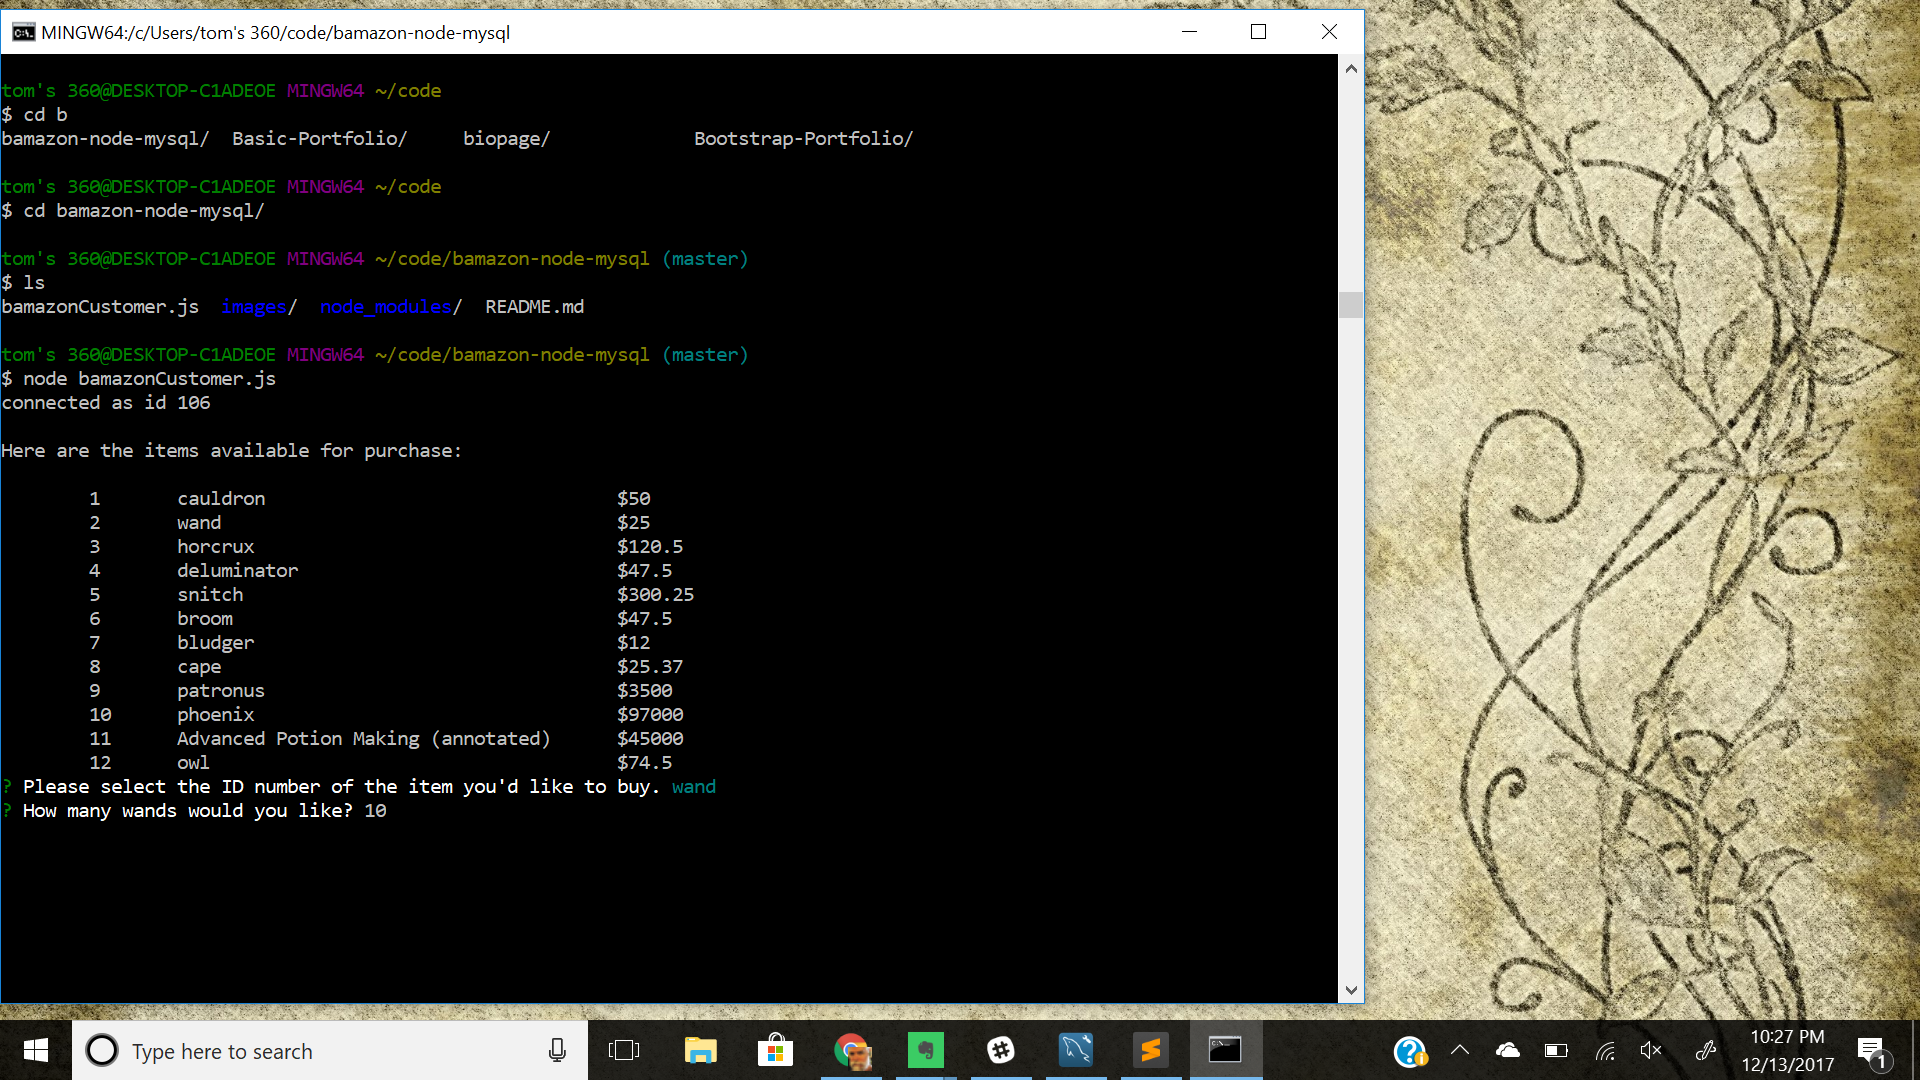 MINGW64:/c/Users/tom's 360/code/bamazon-node-mysql
tom's 360@DESKTOP-C1ADEOE MINGW64 ~/code
$ cd b
bamazon-node-mysql/  Basic-Portfolio/     biopage/             Bootstrap-Portfolio/
tom's 360@DESKTOP-C1ADEOE MINGW64 ~/code
$ cd bamazon-node-mysql/
tom's 360@DESKTOP-C1ADEOE MINGW64 ~/code/bamazon-node-mysql (master)
$ ls
bamazonCustomer.js  images/  node_modules/  README.md
tom's 360@DESKTOP-C1ADEOE MINGW64 ~/code/bamazon-node-mysql (master)
$ node bamazonCustomer.js
connected as id 106
Here are the items available for purchase:
1       cauldron                                $50
2       wand                                    $25
3       horcrux                                 $120.5
4       deluminator                             $47.5
5       snitch                                  $300.25
6       broom                                   $47.5
7       bludger                                 $12
8       cape                                    $25.37
9       patronus                                $3500
10      phoenix                                 $97000
11      Advanced Potion Making (annotated)      $45000
12      owl                                     $74.5
? Please select the ID number of the item you'd like to buy. wand
? How many wands would you like? 10
Type here to search
10:27 PM
12/13/2017
1